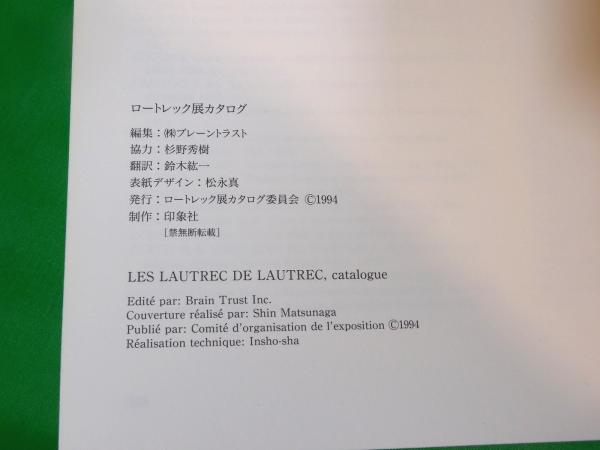 ロートレック展カタログ
編集：㈱ブレーントラスト
協力：杉野秀樹
翻訳：鈴木紘一
表紙デザイン：松永真
発行：ロートレック展カタログ委員会 ©1994
制作：印象社
［禁無断転載］
LES LAUTREC DE LAUTREC, catalogue
Edité par: Brain Trust Inc.
Couverture réalisé par: Shin Matsunaga
Publié par: Comité d'organisation de l'exposition ©1994
Réalisation technique: Insho-sha